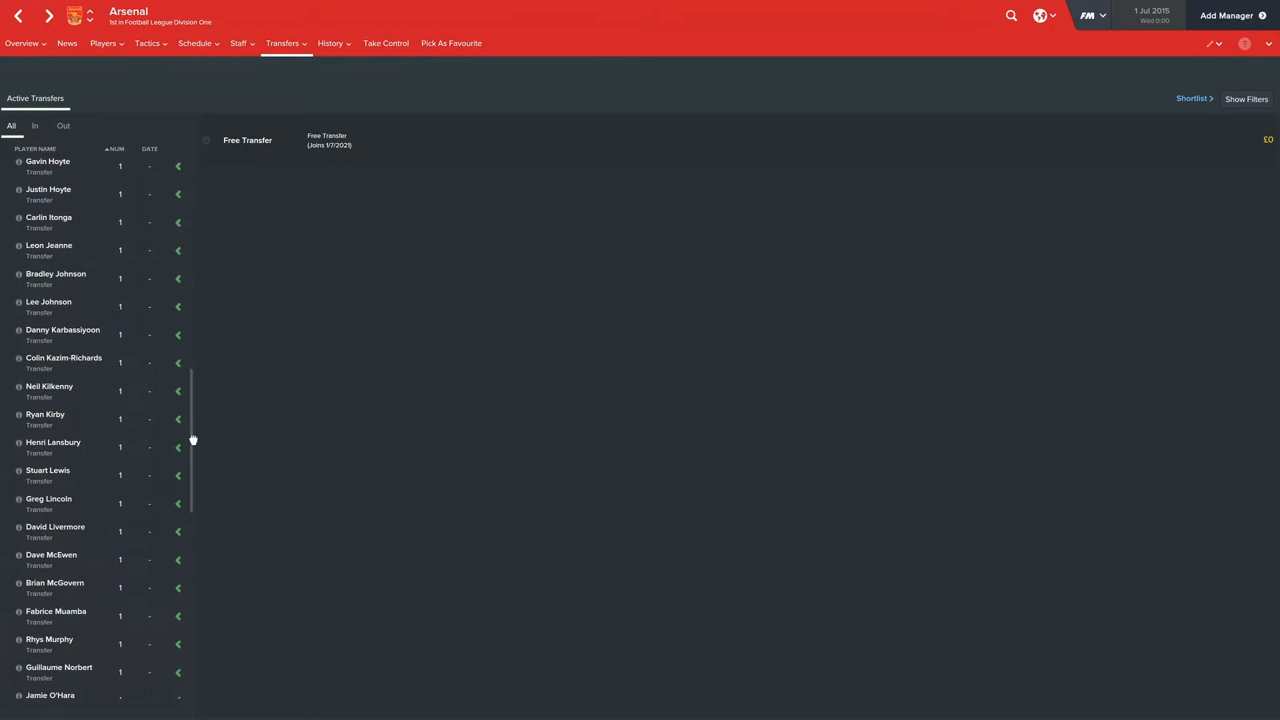 Arsenal
1st in Football League Division One
FM
1 Jul 2015
Wed 0:00
Add Manager
Overview
News
Players
Tactics
Schedule
Staff
Transfers
History
Take Control
Pick As Favourite
?
Active Transfers
Shortlist
Show Filters
All In Out
PLAYER NAME NUM DATE
Free Transfer
Free Transfer
(Joins 1/7/2021)
£0
Gavin Hoyte 1 -
Transfer
Justin Hoyte 1 -
Transfer
Carlin Itonga 1 -
Transfer
Leon Jeanne 1 -
Transfer
Bradley Johnson 1 -
Transfer
Lee Johnson 1 -
Transfer
Danny Karbassiyoon 1 -
Transfer
Colin Kazim-Richards 1 -
Transfer
Neil Kilkenny 1 -
Transfer
Ryan Kirby 1 -
Transfer
Henri Lansbury 1 -
Transfer
Stuart Lewis 1 -
Transfer
Greg Lincoln 1 -
Transfer
David Livermore 1 -
Transfer
Dave McEwen 1 -
Transfer
Brian McGovern 1 -
Transfer
Fabrice Muamba 1 -
Transfer
Rhys Murphy 1 -
Transfer
Guillaume Norbert 1 -
Transfer
Jamie O'Hara